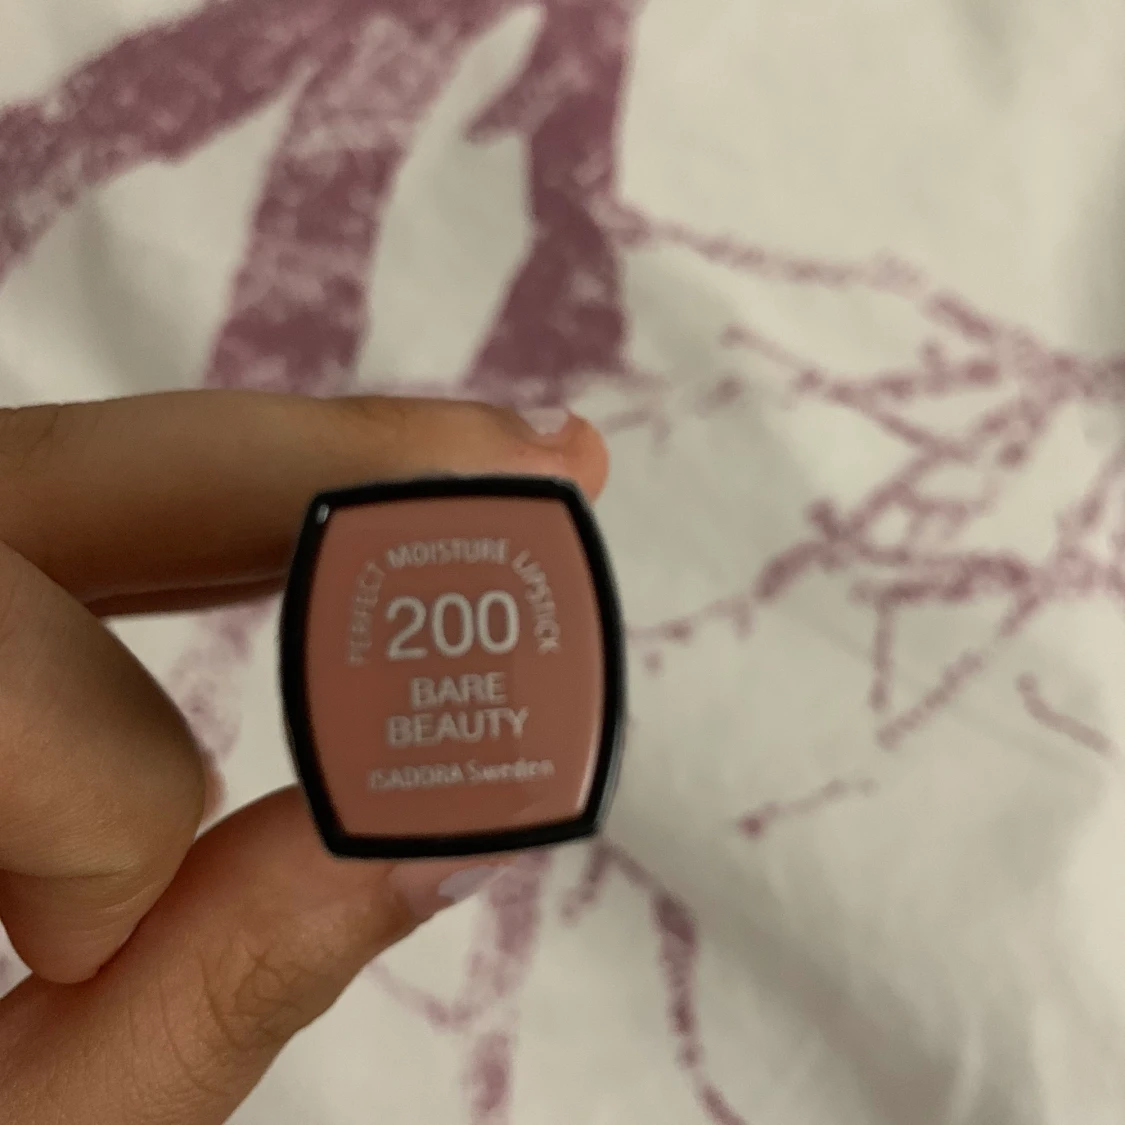 PERFECT MOISTURE LIPSTICK
200
BARE
BEAUTY
ISADORA Sweden